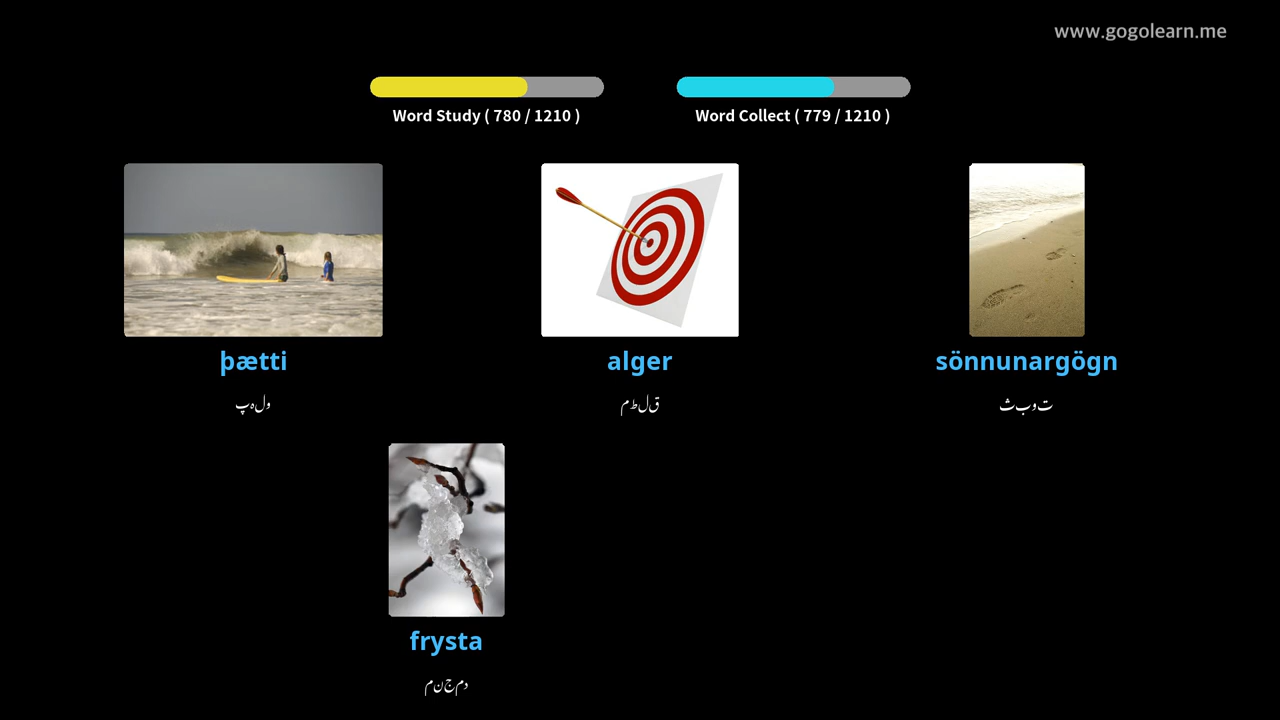 www.gogolearn.me
Word Study ( 780 / 1210 )
Word Collect ( 779 / 1210 )
þætti
ولہپ
alger
قلطم
sönnunargögn
توبث
frysta
دمجنم